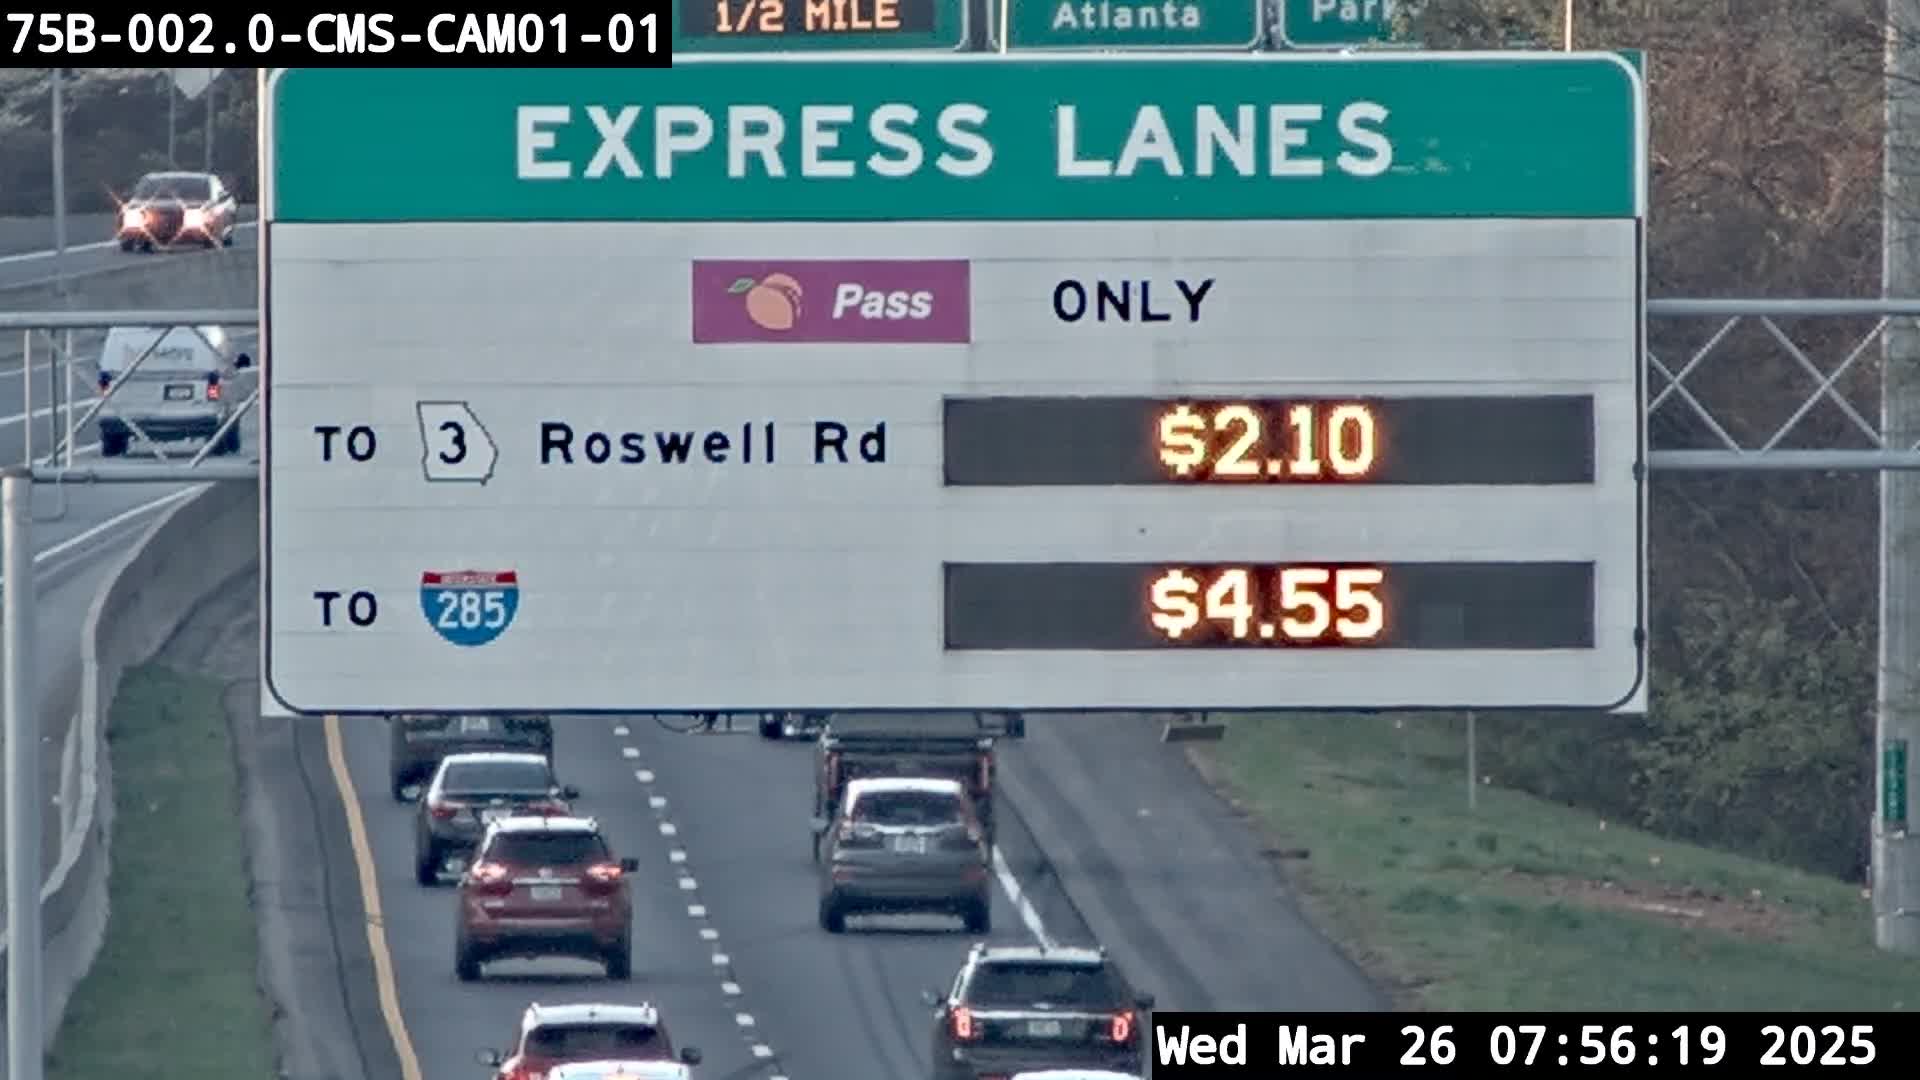 75B-002.0-CMS-CAM01-01
1/2 MILE
Atlanta
Park
EXPRESS LANES
Pass ONLY
TO 3 Roswell Rd $2.10
TO 285 $4.55
Wed Mar 26 07:56:19 2025